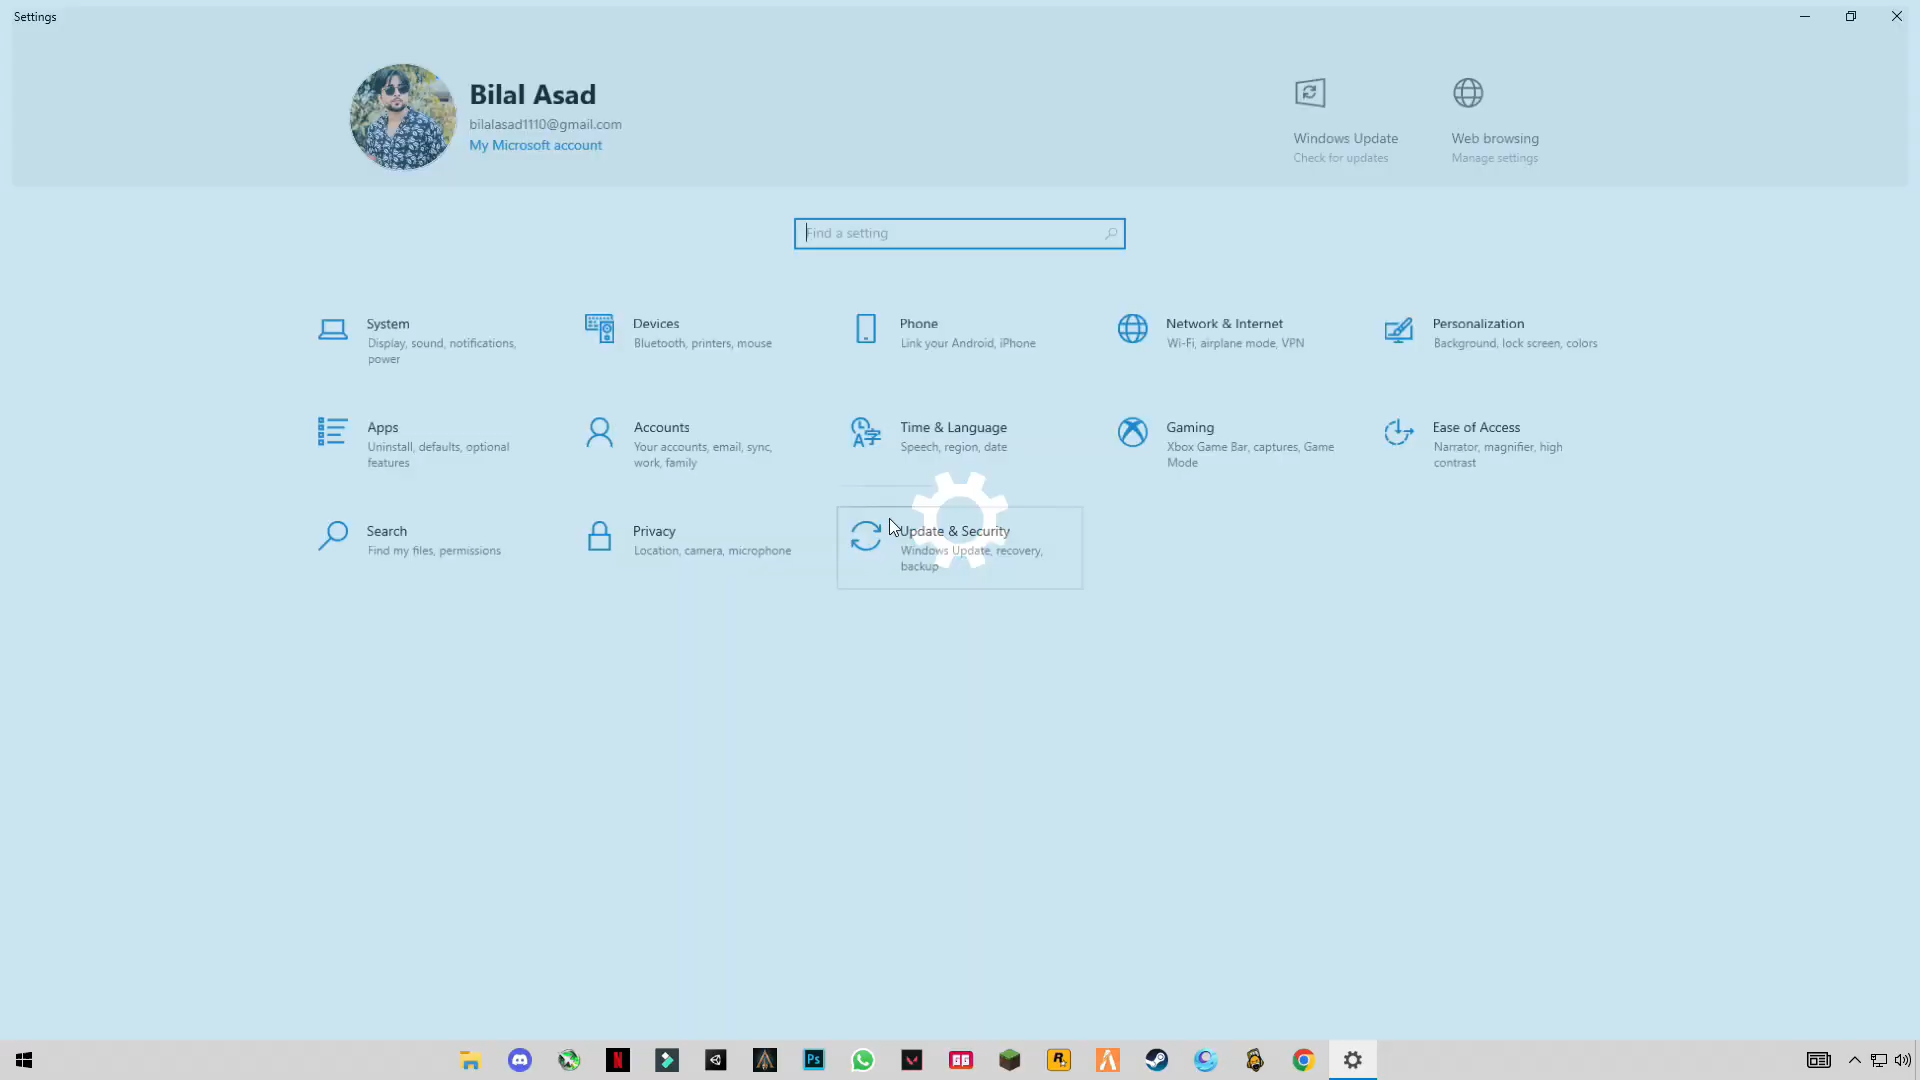 Settings
Bilal Asad
bilalasad1110@gmail.com
My Microsoft account
Windows Update
Check for updates
Web browsing
Manage settings
Find a setting
System
Display, sound, notifications,
power
Devices
Bluetooth, printers, mouse
Phone
Link your Android, iPhone
Network & Internet
Wi-Fi, airplane mode, VPN
Personalization
Background, lock screen, colors
Apps
Uninstall, defaults, optional
features
Accounts
Your accounts, email, sync,
work, family
Time & Language
Speech, region, date
Gaming
Xbox Game Bar, captures, Game
Mode
Ease of Access
Narrator, magnifier, high
contrast
Search
Find my files, permissions
Privacy
Location, camera, microphone
Update & Security
Windows Update, recovery,
backup
N
Ps
GG
R